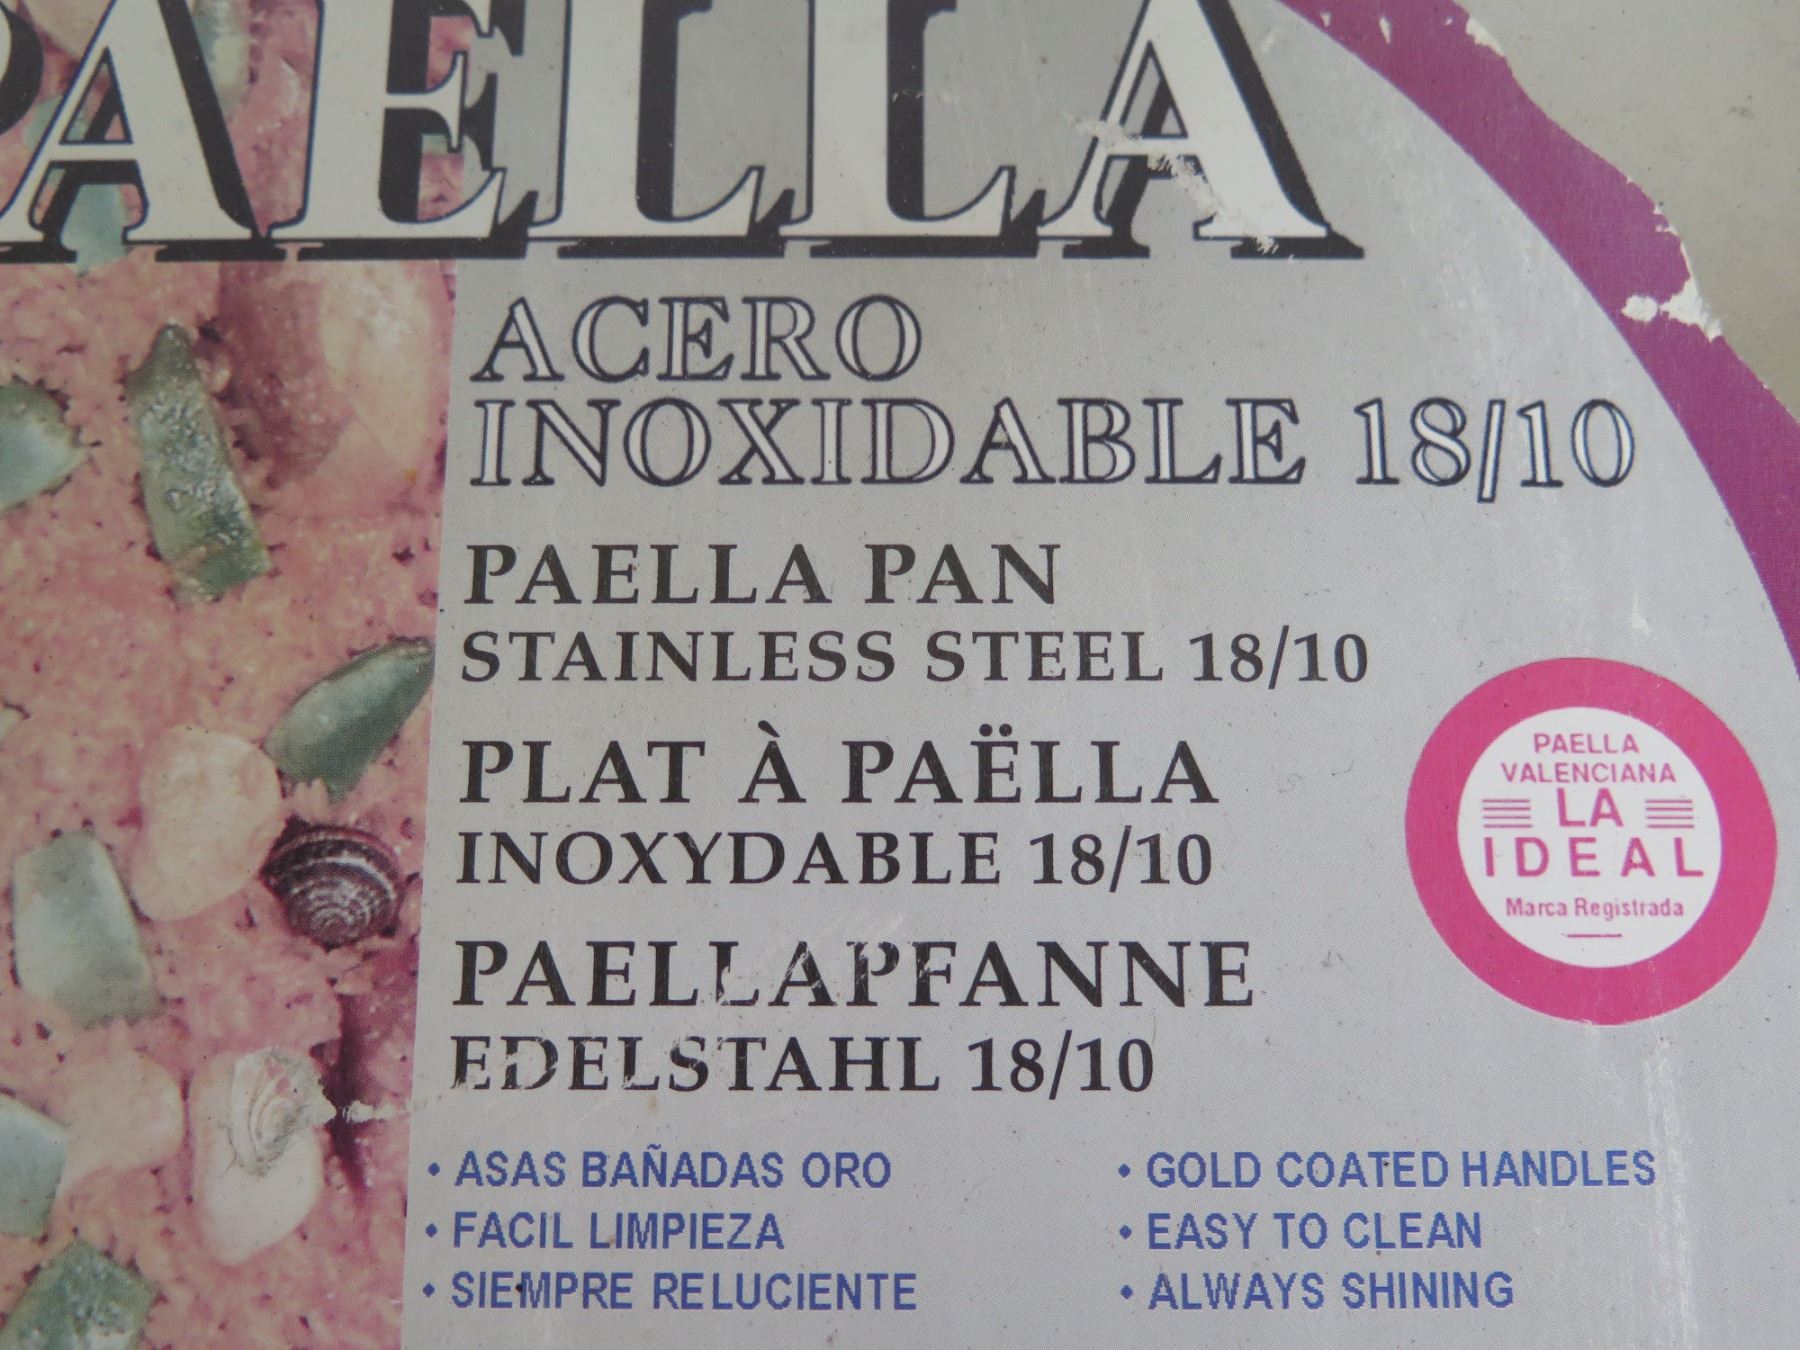 PAELLA
ACERO
INOXIDABLE 18/10
PAELLA PAN
STAINLESS STEEL 18/10
PLAT À PAËLLA
INOXYDABLE 18/10
PAELLAPFANNE
EDELSTAHL 18/10
PAELLA
VALENCIANA
LA
IDEAL
Marca Registrada
• ASAS BAÑADAS ORO
• FACIL LIMPIEZA
• SIEMPRE RELUCIENTE
• GOLD COATED HANDLES
• EASY TO CLEAN
• ALWAYS SHINING